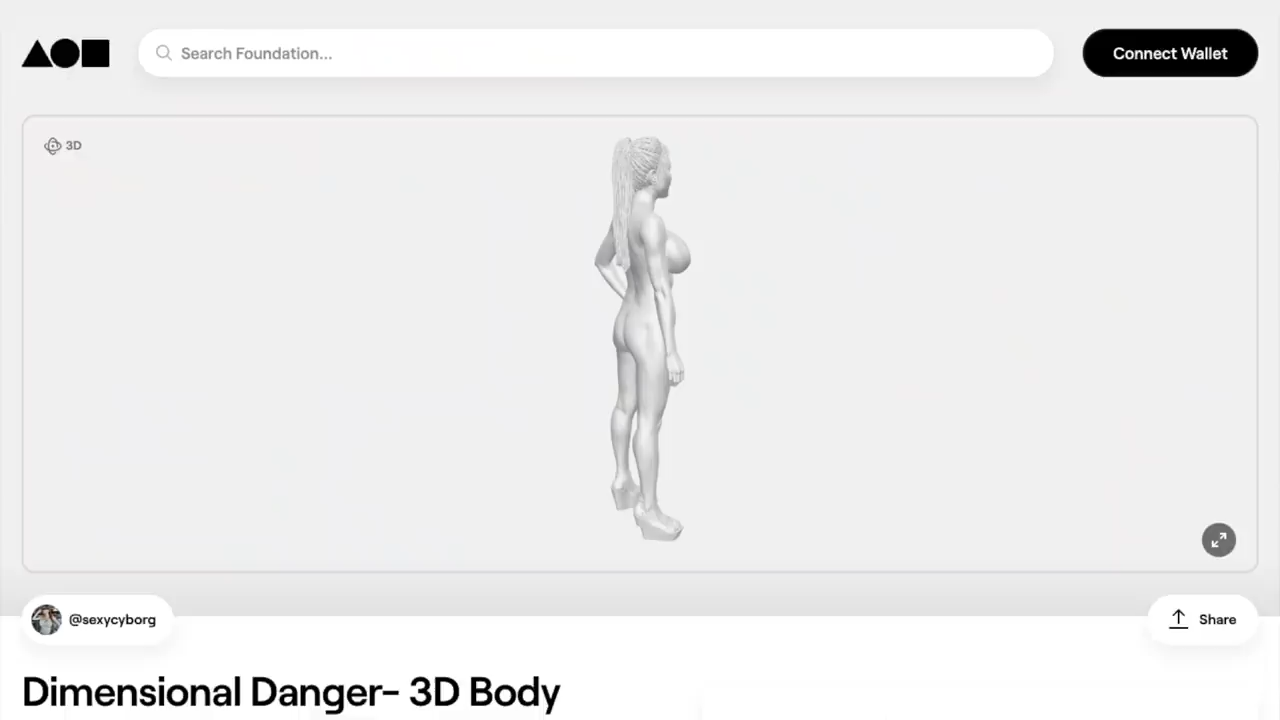 Search Foundation...
Connect Wallet
3D
@sexycyborg
Share
Dimensional Danger- 3D Body